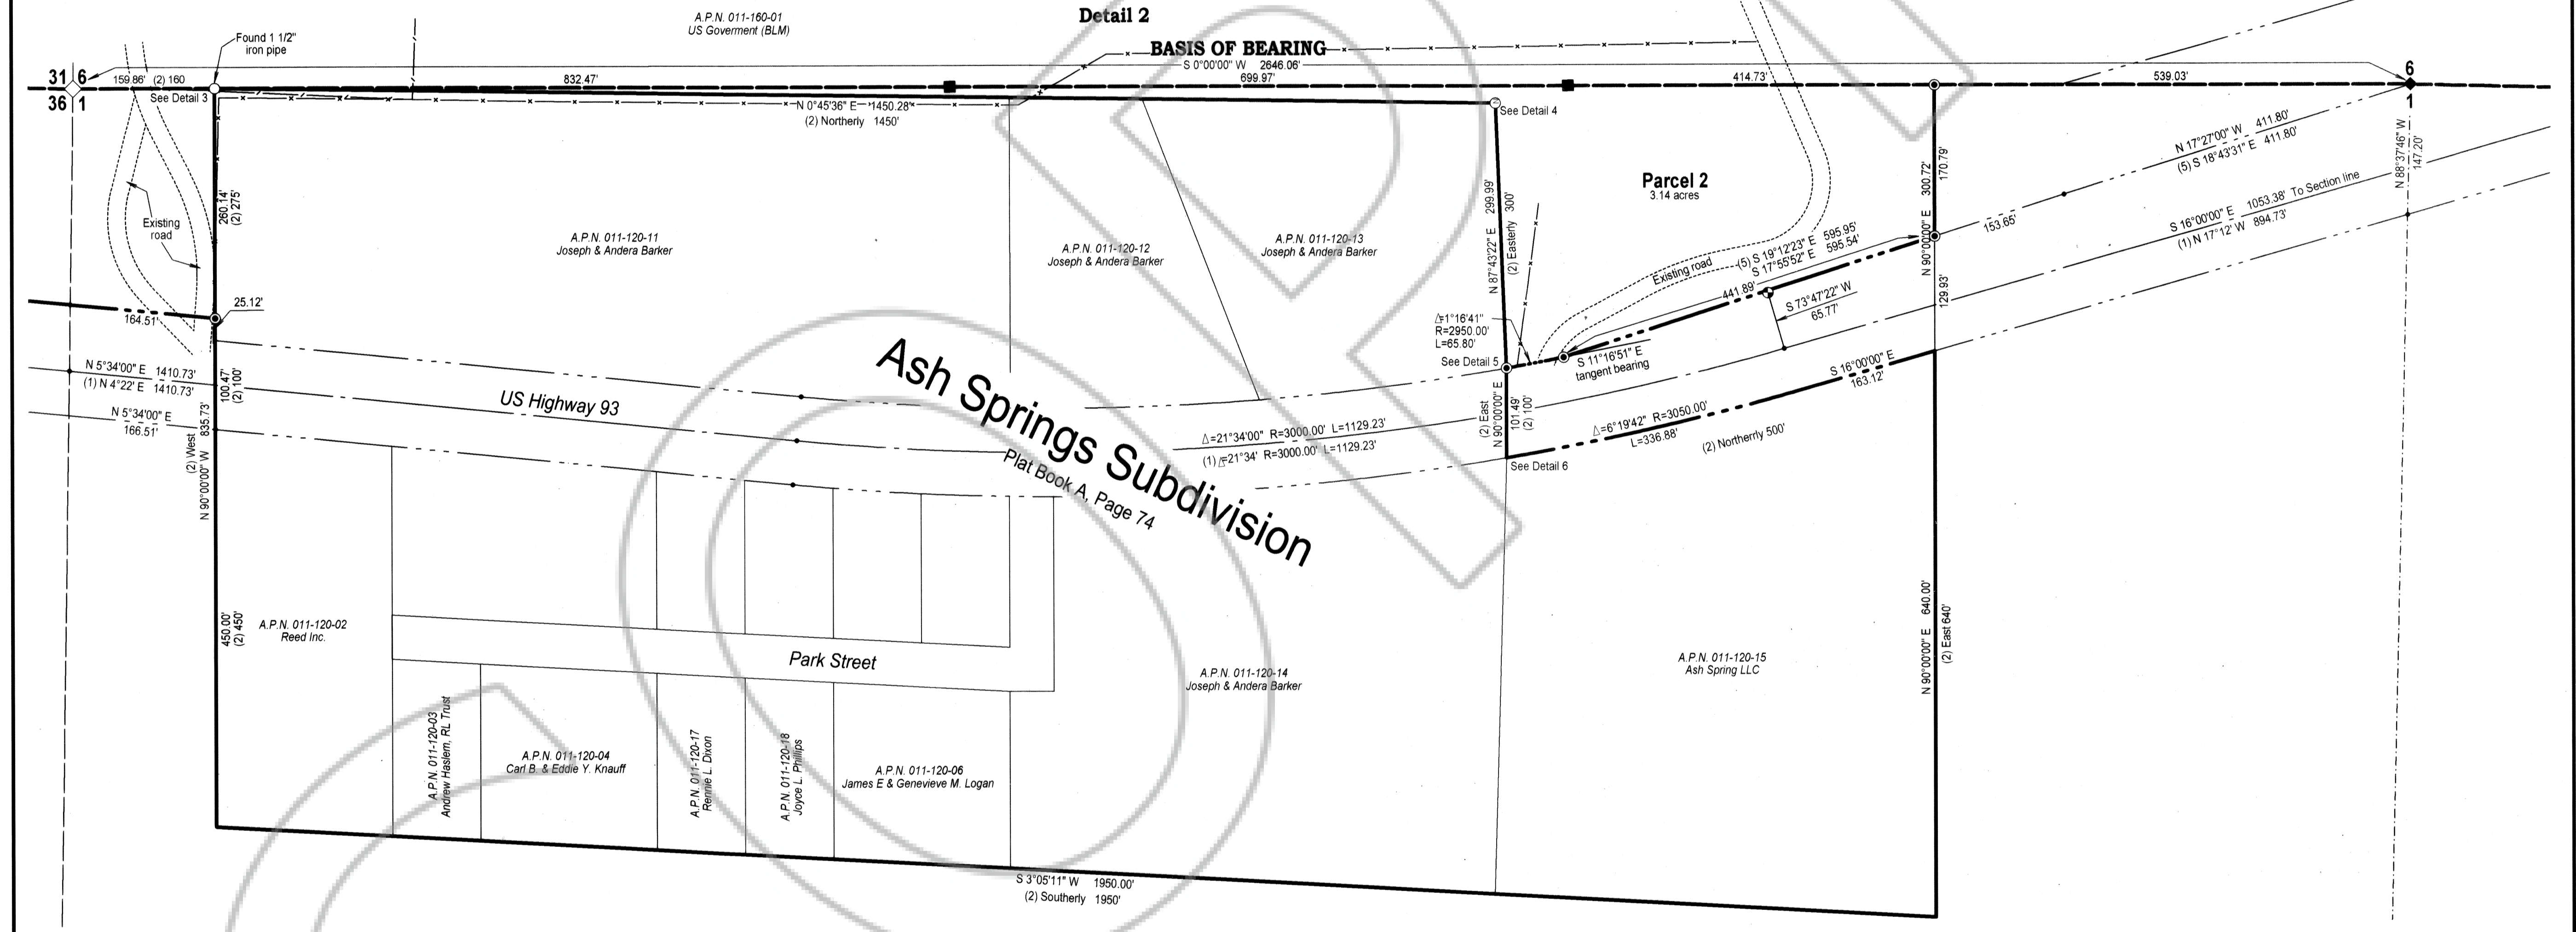 A.P.N. 011-160-01
US Goverment (BLM)
Detail 2
BASIS OF BEARING
S 0°00'00" W 2646.06'
Found 1 1/2"
iron pipe
31 6
36 1
159.86' (2) 160
832.47'
699.97'
414.73'
539.03'
6
1
See Detail 3
N 0°45'36" E 1450.28'
(2) Northerly 1450'
See Detail 4
260.14'
(2) 275'
Existing
road
25.12'
164.51'
A.P.N. 011-120-11
Joseph & Andera Barker
A.P.N. 011-120-12
Joseph & Andera Barker
A.P.N. 011-120-13
Joseph & Andera Barker
N 87°43'22" E 299.99'
(2) Easterly 300'
Parcel 2
3.14 acres
Existing road
(5) S 19°12'23" E 595.95'
S 17°55'52" E 595.54'
441.89'
S 73°47'22" W
65.77'
N 90°00'00" E 300.72'
170.79'
129.93'
153.65'
N 17°27'00" W 411.80'
(5) S 18°43'31" E 411.80'
S 16°00'00" E 1053.38' To Section line
(1) N 17°12' W 894.73'
N 88°37'46" W
147.20'
Δ=1°16'41"
R=2950.00'
L=65.80'
See Detail 5
S 11°16'51" E
tangent bearing
S 16°00'00" E
163.12'
N 5°34'00" E 1410.73'
(1) N 4°22' E 1410.73'
N 5°34'00" E
166.51'
100.47'
(2) 100'
(2) West
N 90°00'00" W 835.73'
US Highway 93
Ash Springs Subdivision
Plat Book A, Page 74
Δ=21°34'00" R=3000.00' L=1129.23'
(1) Δ=21°34' R=3000.00' L=1129.23'
(2) East
N 90°00'00" E
101.49'
(2) 100'
See Detail 6
Δ=6°19'42" R=3050.00'
L=336.88'
(2) Northerrly 500'
450.00'
(2) 450'
A.P.N. 011-120-02
Reed Inc.
Park Street
A.P.N. 011-120-03
Andrew Haslem, RL Trust
A.P.N. 011-120-04
Carl B. & Eddie Y. Knauff
A.P.N. 011-120-17
Rennie L. Dixon
A.P.N. 011-120-18
Joyce L. Phillips
A.P.N. 011-120-06
James E & Genevieve M. Logan
A.P.N. 011-120-14
Joseph & Andera Barker
A.P.N. 011-120-15
Ash Spring LLC
N 90°00'00" E 640.00'
(2) East 640'
S 3°05'11" W 1950.00'
(2) Southerly 1950'